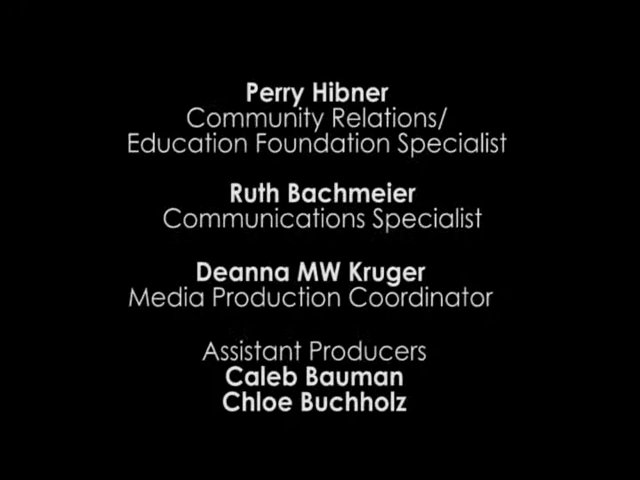 Perry Hibner
Community Relations/
Education Foundation Specialist
Ruth Bachmeier
Communications Specialist
Deanna MW Kruger
Media Production Coordinator
Assistant Producers
Caleb Bauman
Chloe Buchholz